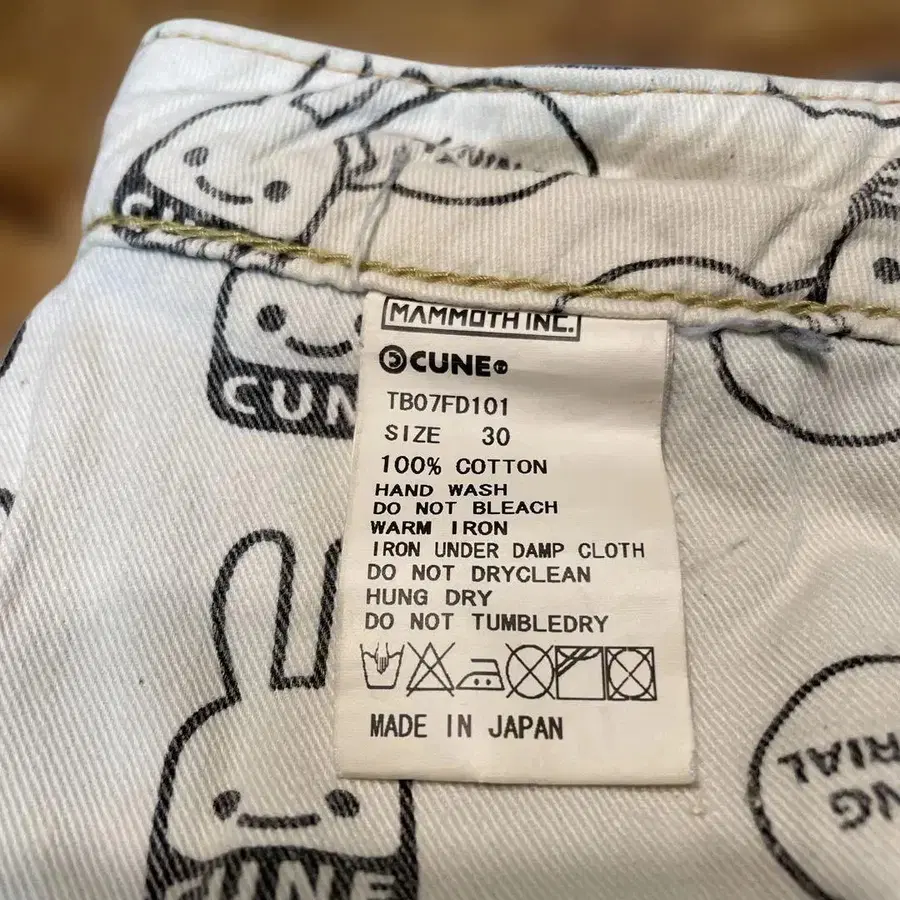 CUNE
MAMMOTH INC.
CUNE®
TB07FD101
SIZE 30
100% COTTON
HAND WASH
DO NOT BLEACH
WARM IRON
IRON UNDER DAMP CLOTH
DO NOT DRYCLEAN
HUNG DRY
DO NOT TUMBLEDRY
MADE IN JAPAN
CUNE